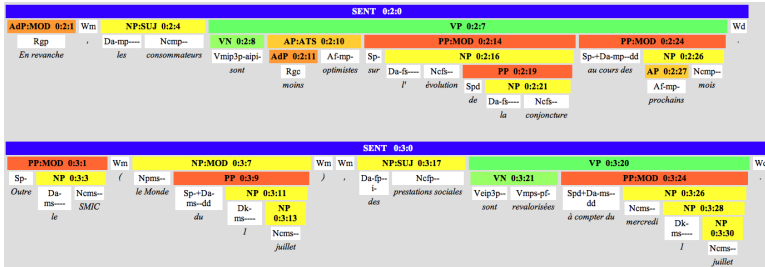 SENT 0:2:0
AdP:MOD 0:2:1 Wm NP:SUJ 0:2:4 VP 0:2:7 Wd
Rgp , Da-mp---- Ncmp-- VN 0:2:8 AP:ATS 0:2:10 PP:MOD 0:2:14 PP:MOD 0:2:24 .
En revanche les consommateurs Vmip3p-aipi- AdP 0:2:11 Af-mp- Sp- NP 0:2:16 Sp-+Da-mp--dd NP 0:2:26
sont Rgc optimistes sur Da-fs---- Ncfs-- PP 0:2:19 au cours des AP 0:2:27 Ncmp--
moins l' évolution Spd NP 0:2:21 Af-mp- mois
de Da-fs---- Ncfs-- prochains
la conjoncture
SENT 0:3:0
PP:MOD 0:3:1 Wm NP:MOD 0:3:7 Wm Wm NP:SUJ 0:3:17 VP 0:3:20 Wd
Sp- NP 0:3:3 ( Npms-- PP 0:3:9 ) , Da-fp--i- Ncfp-- VN 0:3:21 PP:MOD 0:3:24 .
Outre Da-ms---- Ncms-- le Monde Sp-+Da-ms--dd NP 0:3:11 des prestations sociales Veip3p-- Vmps-pf- Spd+Da-ms--dd NP 0:3:26
le SMIC du Dk-ms---- NP 0:3:13 sont revalorisées à compter du Ncms-- NP 0:3:28
1 Ncms-- mercredi Dk-ms---- NP 0:3:30
juillet 1 Ncms--
juillet